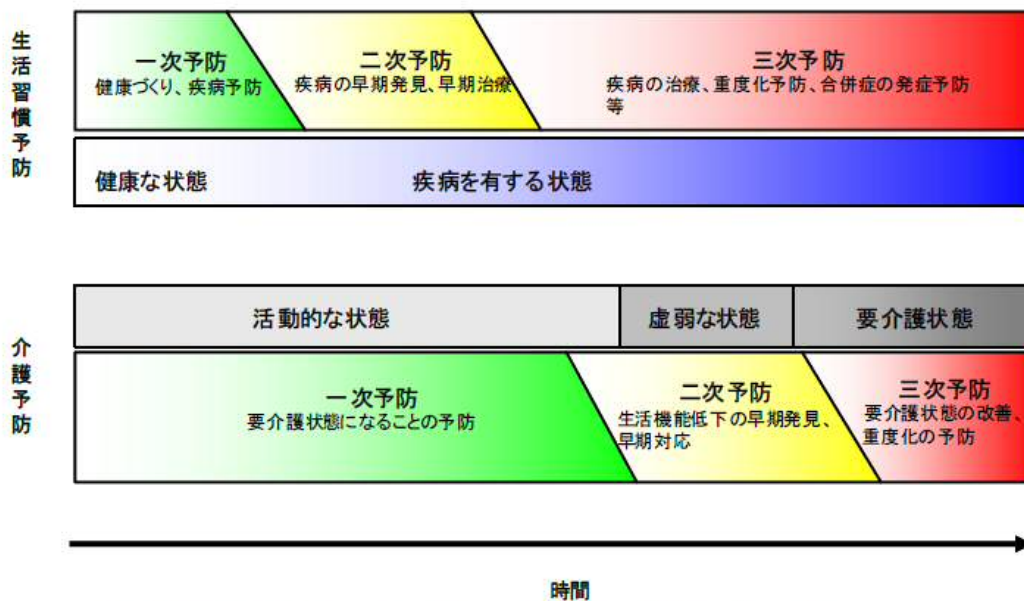 生活習慣予防
一次予防
健康づくり、疾病予防
二次予防
疾病の早期発見、早期治療
三次予防
疾病の治療、重度化予防、合併症の発症予防
等
健康な状態
疾病を有する状態
介護予防
活動的な状態
虚弱な状態
要介護状態
一次予防
要介護状態になることの予防
二次予防
生活機能低下の早期発見、
早期対応
三次予防
要介護状態の改善、
重度化の予防
時間